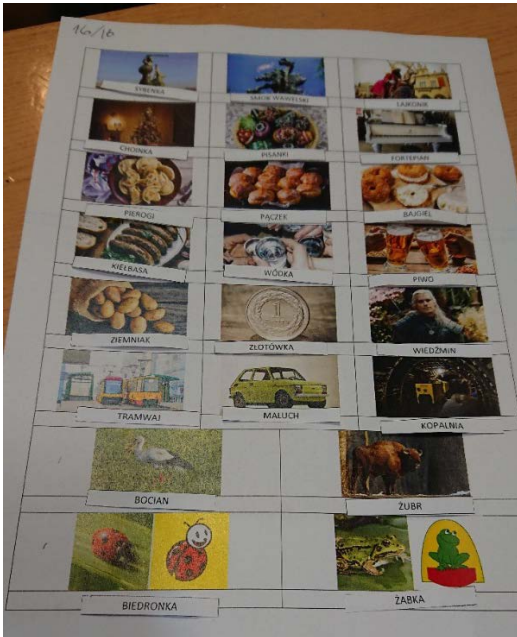 16/16
SYRENKA
SMOK WAWELSKI
LAJKONIK
CHOINKA
PISANKI
FORTEPIAN
PIEROGI
PĄCZEK
BAJGIEL
KIEŁBASA
WÓDKA
PIWO
ZIEMNIAK
ZŁOTÓWKA
WIEDŹMIN
TRAMWAJ
MALUCH
KOPALNIA
BOCIAN
ŻUBR
BIEDRONKA
ŻABKA